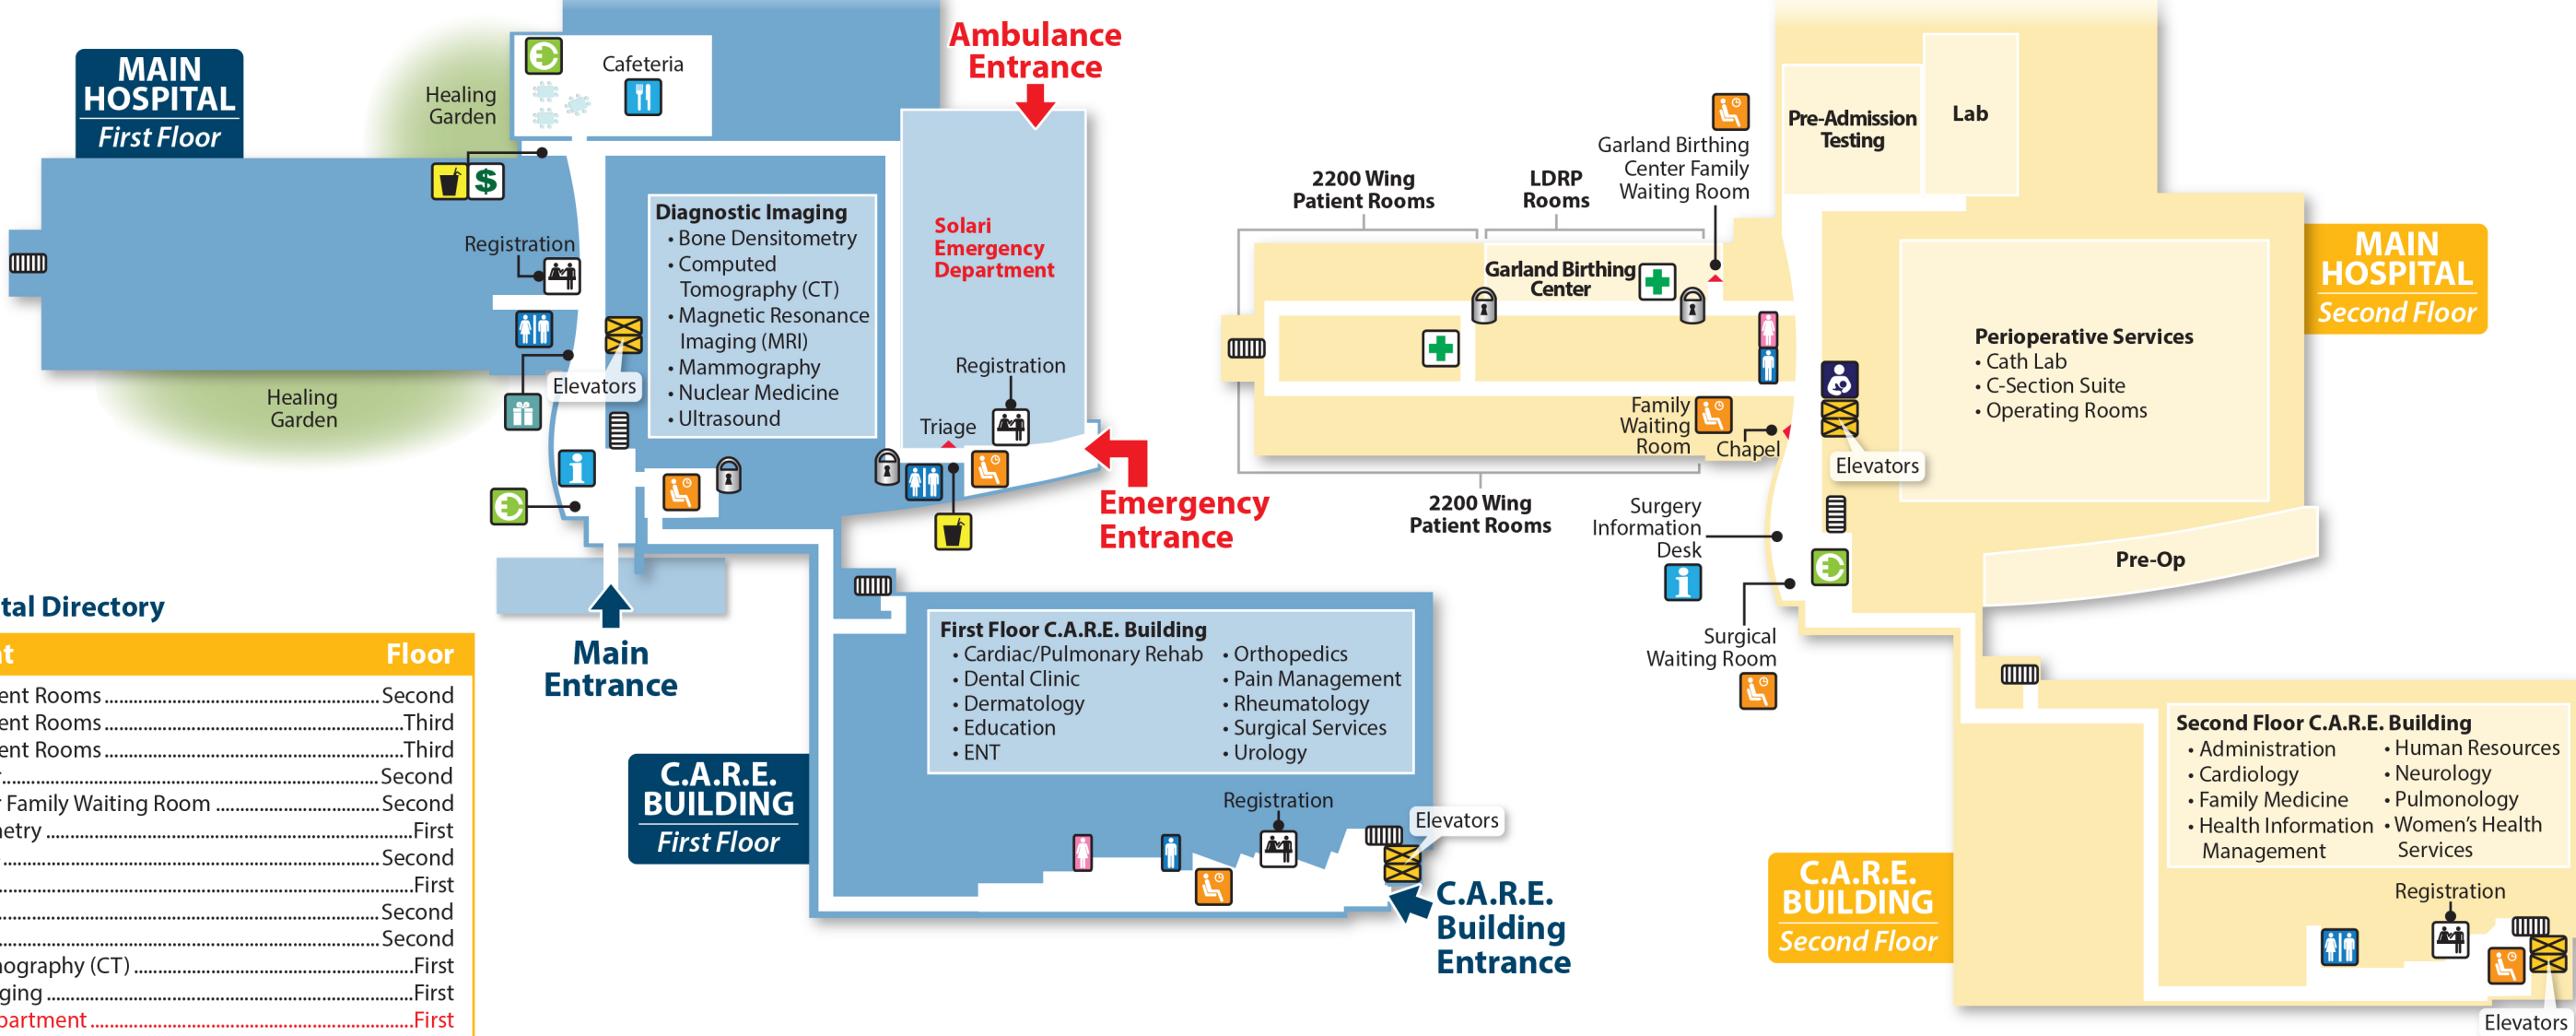 MAIN
HOSPITAL
First Floor
Healing
Garden
Cafeteria
$
Registration
Elevators
Healing
Garden
i
Diagnostic Imaging
• Bone Densitometry
• Computed
Tomography (CT)
• Magnetic Resonance
Imaging (MRI)
• Mammography
• Nuclear Medicine
• Ultrasound
Ambulance
Entrance
Solari
Emergency
Department
Registration
Triage
Emergency
Entrance
Main
Entrance
First Floor C.A.R.E. Building
• Cardiac/Pulmonary Rehab
• Dental Clinic
• Dermatology
• Education
• ENT
• Orthopedics
• Pain Management
• Rheumatology
• Surgical Services
• Urology
C.A.R.E.
BUILDING
First Floor
Registration
Elevators
C.A.R.E.
Building
Entrance
tal Directory
t Floor
ent Rooms Second
ent Rooms Third
ent Rooms Third
Second
Family Waiting Room Second
etry First
Second
First
Second
Second
ography (CT) First
ging First
partment First
2200 Wing
Patient Rooms
LDRP
Rooms
Garland Birthing
Center Family
Waiting Room
Pre-Admission
Testing
Lab
Garland Birthing
Center
MAIN
HOSPITAL
Second Floor
Perioperative Services
• Cath Lab
• C-Section Suite
• Operating Rooms
Family
Waiting
Room
Chapel
Elevators
2200 Wing
Patient Rooms
Surgery
Information
Desk
i
Pre-Op
Surgical
Waiting Room
Second Floor C.A.R.E. Building
• Administration
• Cardiology
• Family Medicine
• Health Information
Management
• Human Resources
• Neurology
• Pulmonology
• Women's Health
Services
C.A.R.E.
BUILDING
Second Floor
Registration
Elevators